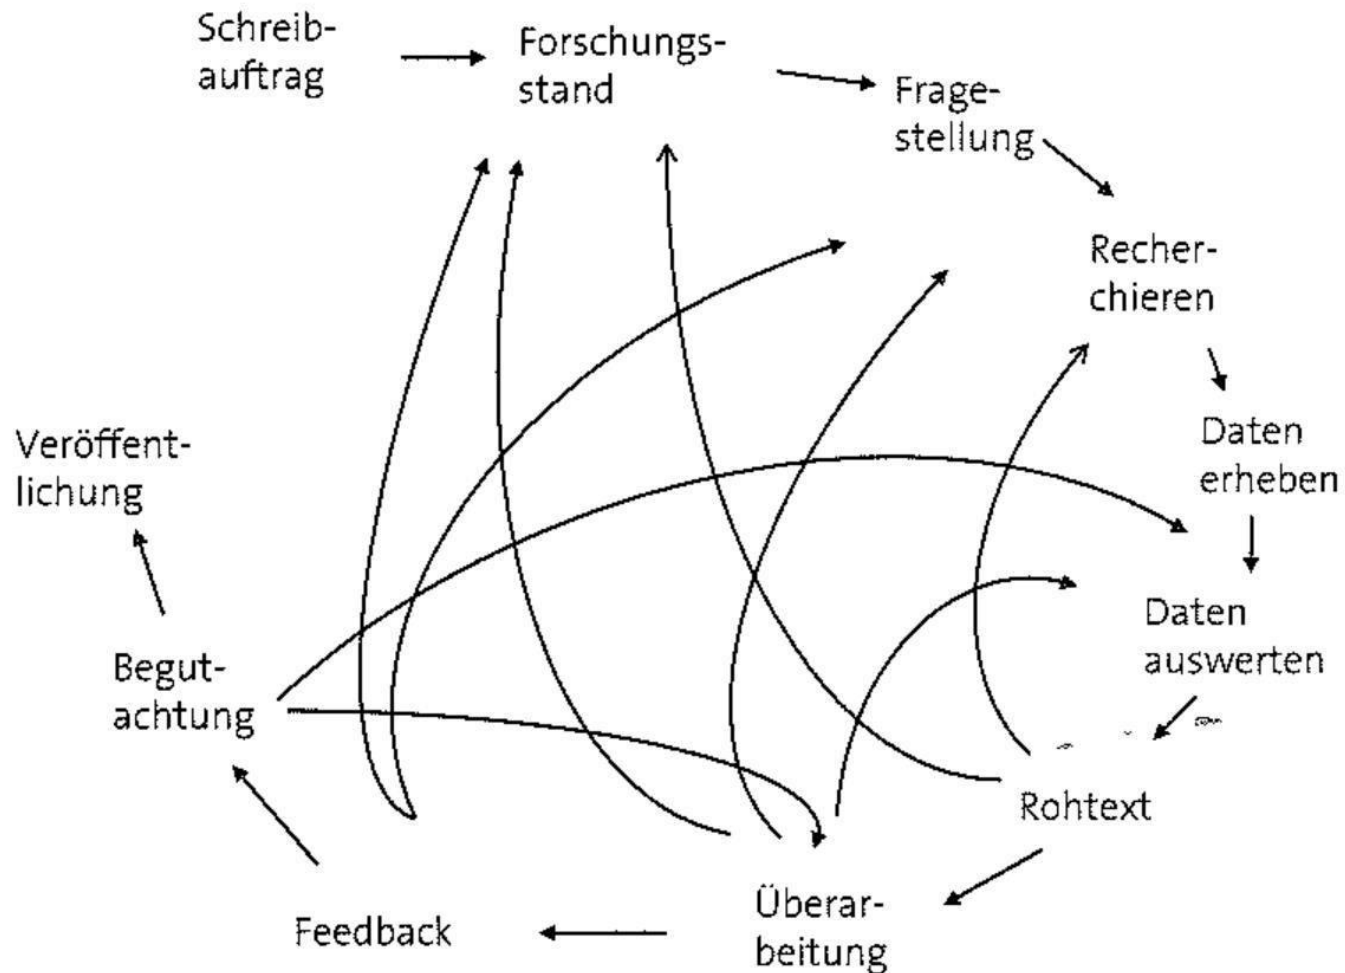 Schreib-
auftrag
Forschungs-
stand
Frage-
stellung
Recher-
chieren
Daten
erheben
Daten
auswerten
Rohtext
Überar-
beitung
Feedback
Begut-
achtung
Veröffent-
lichung